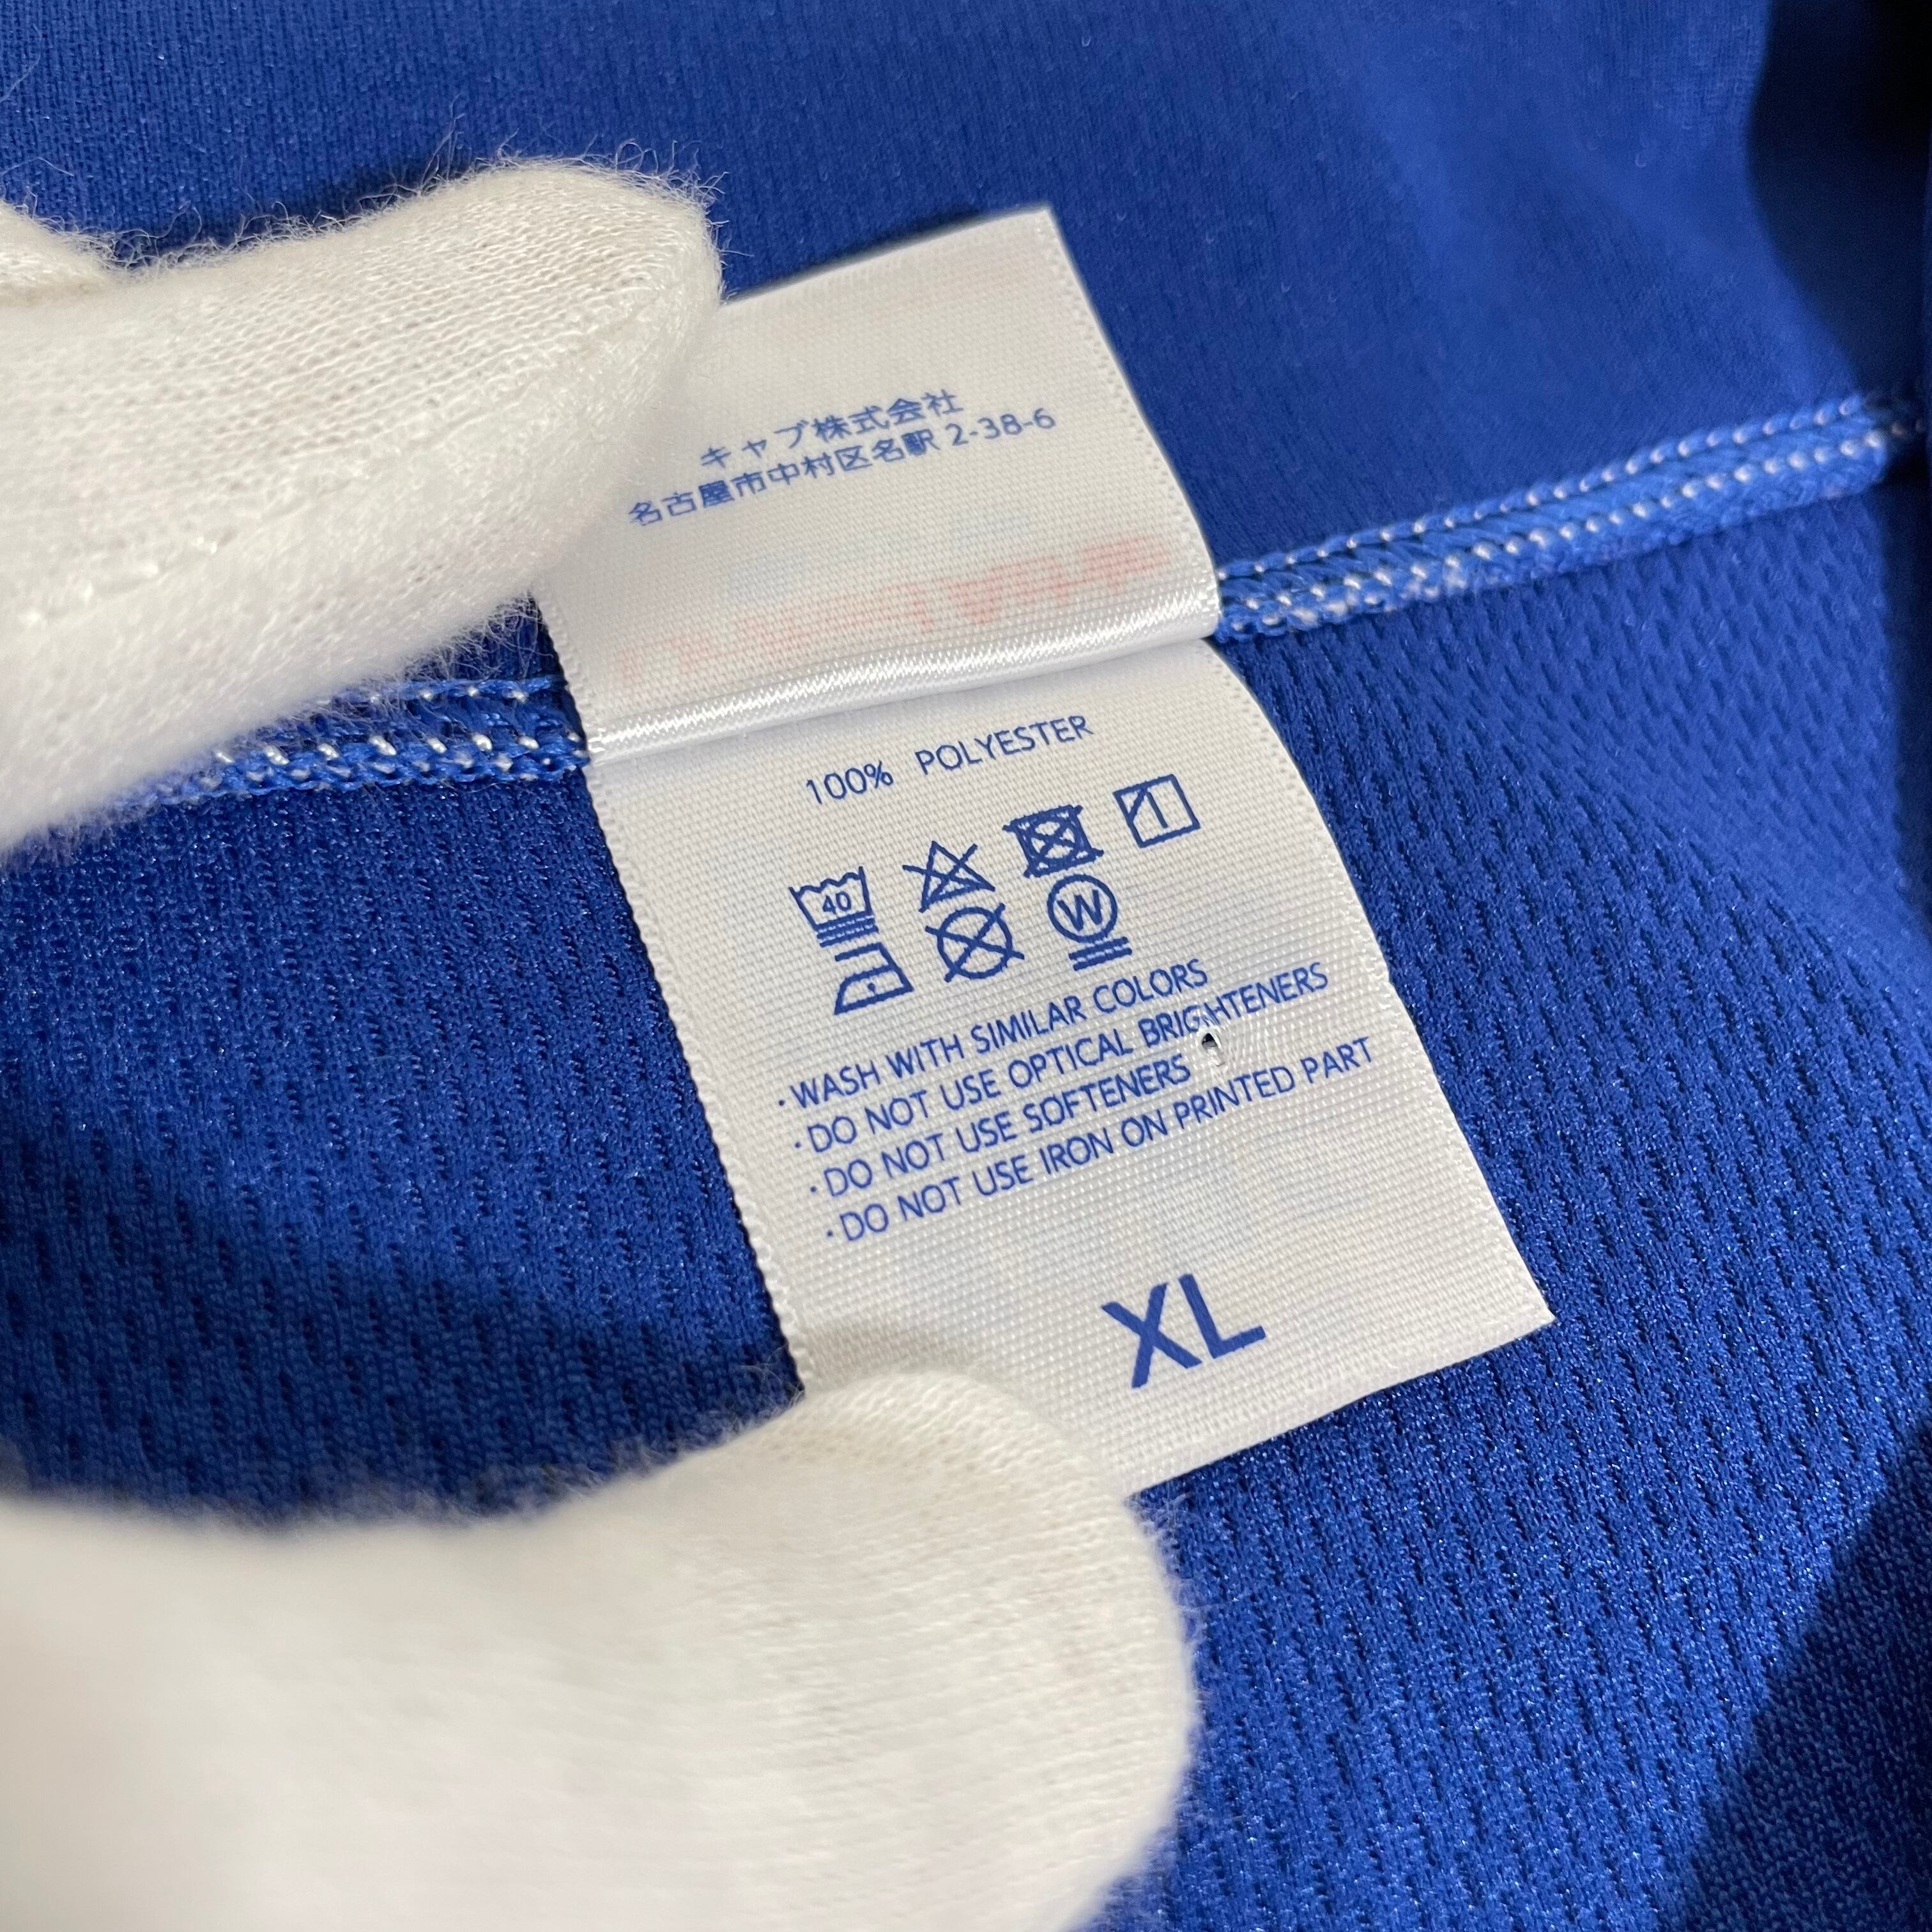 キャブ株式会社
名古屋市中村区名駅 2-38-6
100% POLYESTER
40
W
・WASH WITH SIMILAR COLORS
・DO NOT USE OPTICAL BRIGHTENERS
・DO NOT USE SOFTENERS
・DO NOT USE IRON ON PRINTED PART
XL